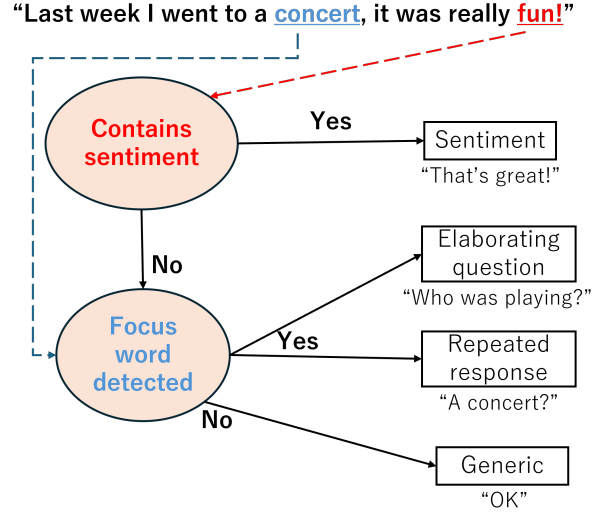 “Last week I went to a concert, it was really fun!”
Contains
sentiment
Yes
Sentiment
“That’s great!”
No
Elaborating
question
“Who was playing?”
Focus
word
detected
Yes
Repeated
response
“A concert?”
No
Generic
“OK”